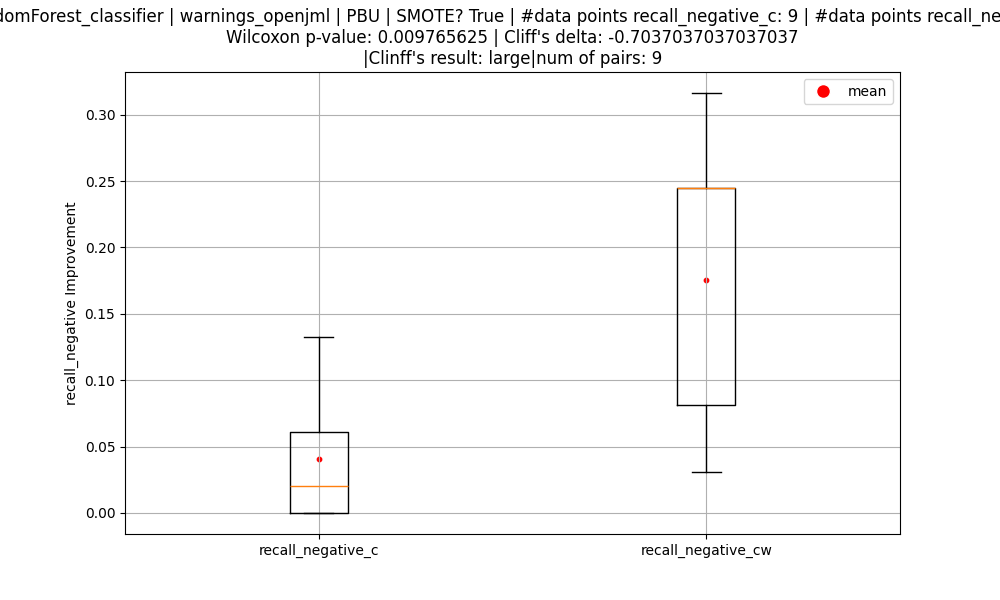 domForest_classifier | warnings_openjml | PBU | SMOTE? True | #data points recall_negative_c: 9 | #data points recall_ne
Wilcoxon p-value: 0.009765625 | Cliff's delta: -0.7037037037037037
|Clinff's result: large|num of pairs: 9
mean
0.30
0.25
0.20
0.15
0.10
0.05
0.00
recall_negative Improvement
recall_negative_c
recall_negative_cw